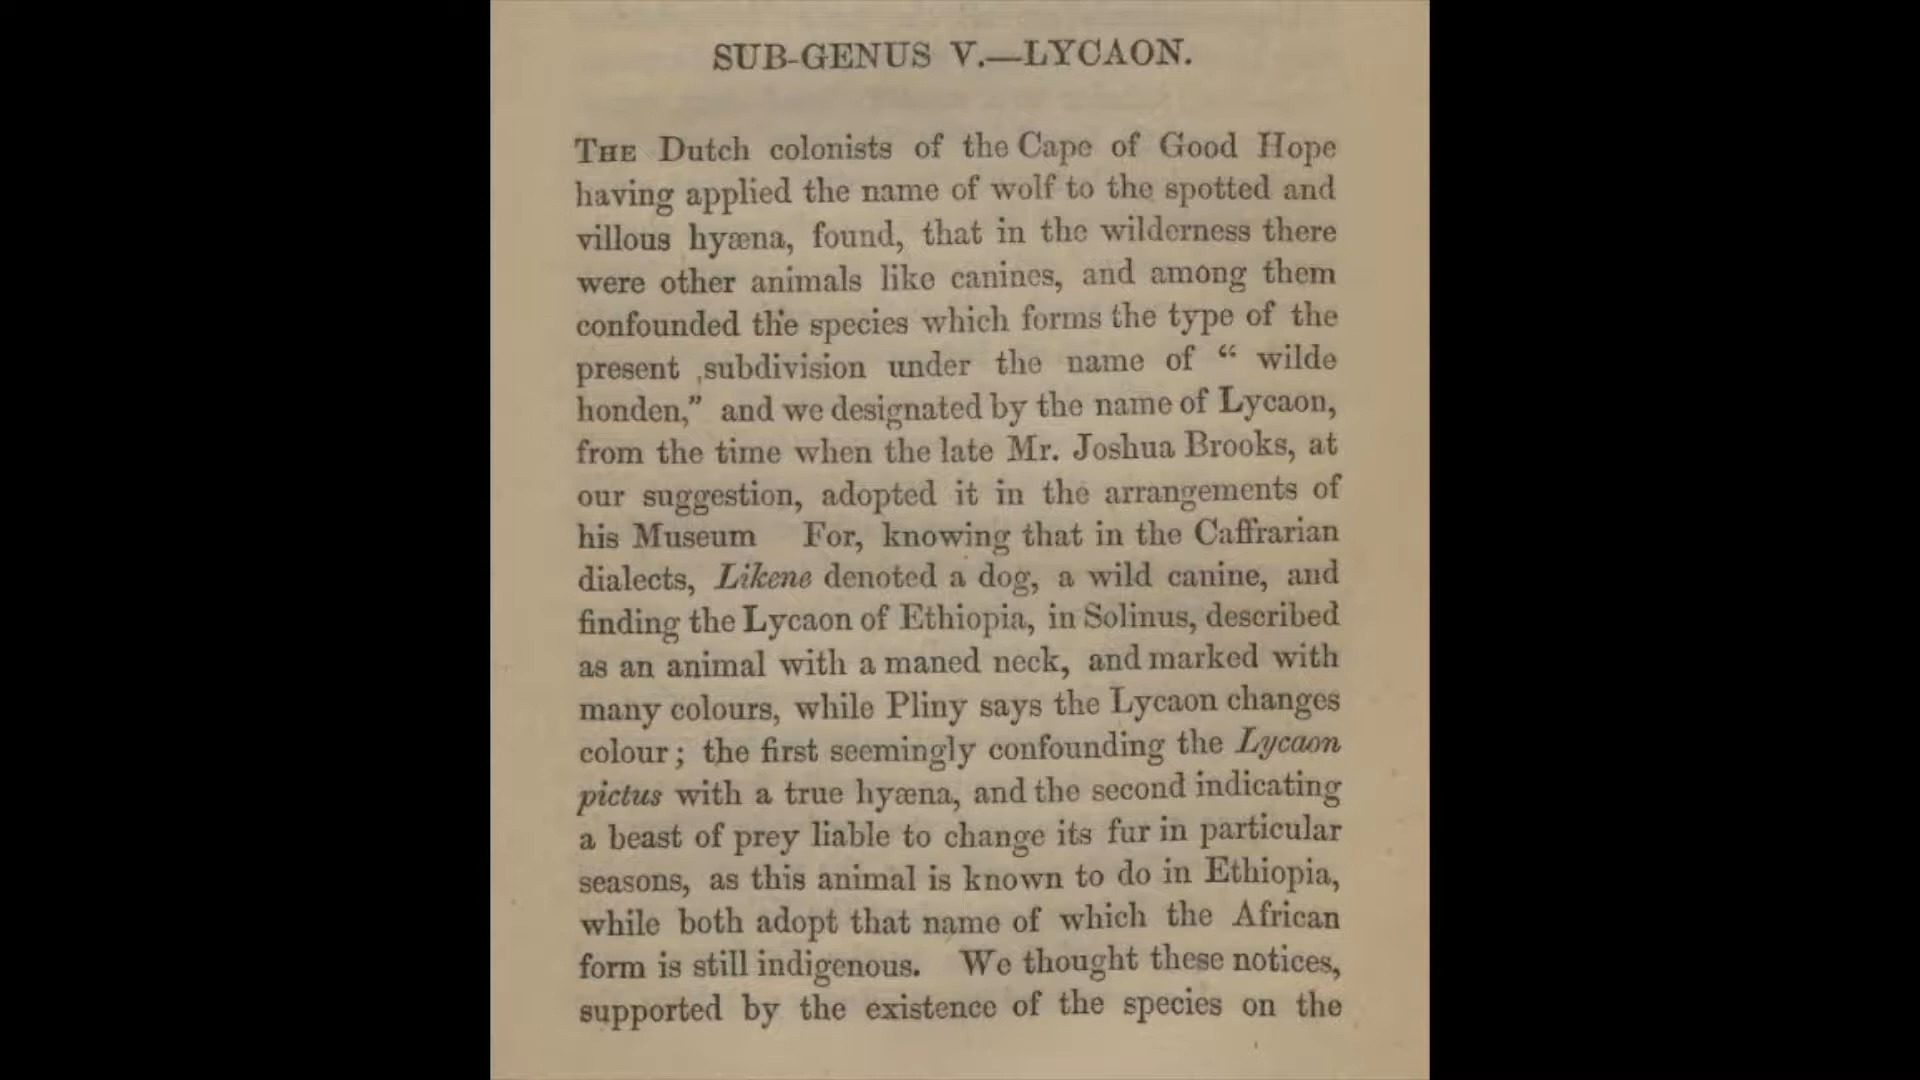 SUB-GENUS V.—LYCAON.
THE Dutch colonists of the Cape of Good Hope
having applied the name of wolf to the spotted and
villous hyæna, found, that in the wilderness there
were other animals like canines, and among them
confounded the species which forms the type of the
present subdivision under the name of “ wilde
honden,” and we designated by the name of Lycaon,
from the time when the late Mr. Joshua Brooks, at
our suggestion, adopted it in the arrangements of
his Museum For, knowing that in the Caffrarian
dialects, Likene denoted a dog, a wild canine, and
finding the Lycaon of Ethiopia, in Solinus, described
as an animal with a maned neck, and marked with
many colours, while Pliny says the Lycaon changes
colour; the first seemingly confounding the Lycaon
pictus with a true hyæna, and the second indicating
a beast of prey liable to change its fur in particular
seasons, as this animal is known to do in Ethiopia,
while both adopt that name of which the African
form is still indigenous. We thought these notices,
supported by the existence of the species on the